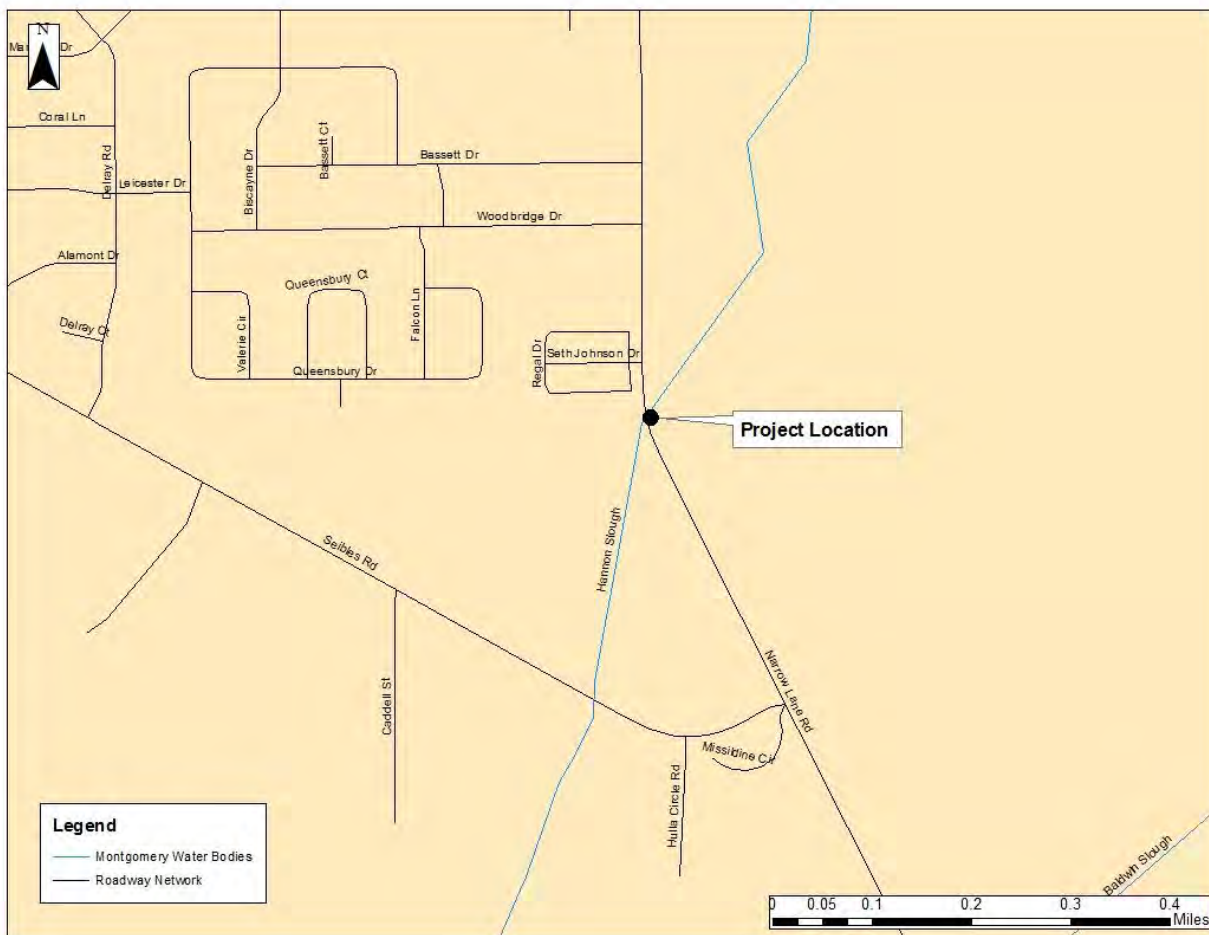 N
Dr
Coral Ln
Delray Rd
Leicester Dr
Biscayne Dr
Bassett Ct
Bassett Dr
Woodbridge Dr
Alamont Dr
Queensbury Ct
Delray Ct
Valerie Cir
Falcon Ln
Queensbury Dr
Regal Dr
Seth Johnson Dr
Project Location
Hannon Slough
Seibles Rd
Caddell St
Narrow Lane Rd
Missildine Cir
Hulla Circle Rd
Baldwin Slough
Legend
Montgomery Water Bodies
Roadway Network
0 0.05 0.1 0.2 0.3 0.4
Miles